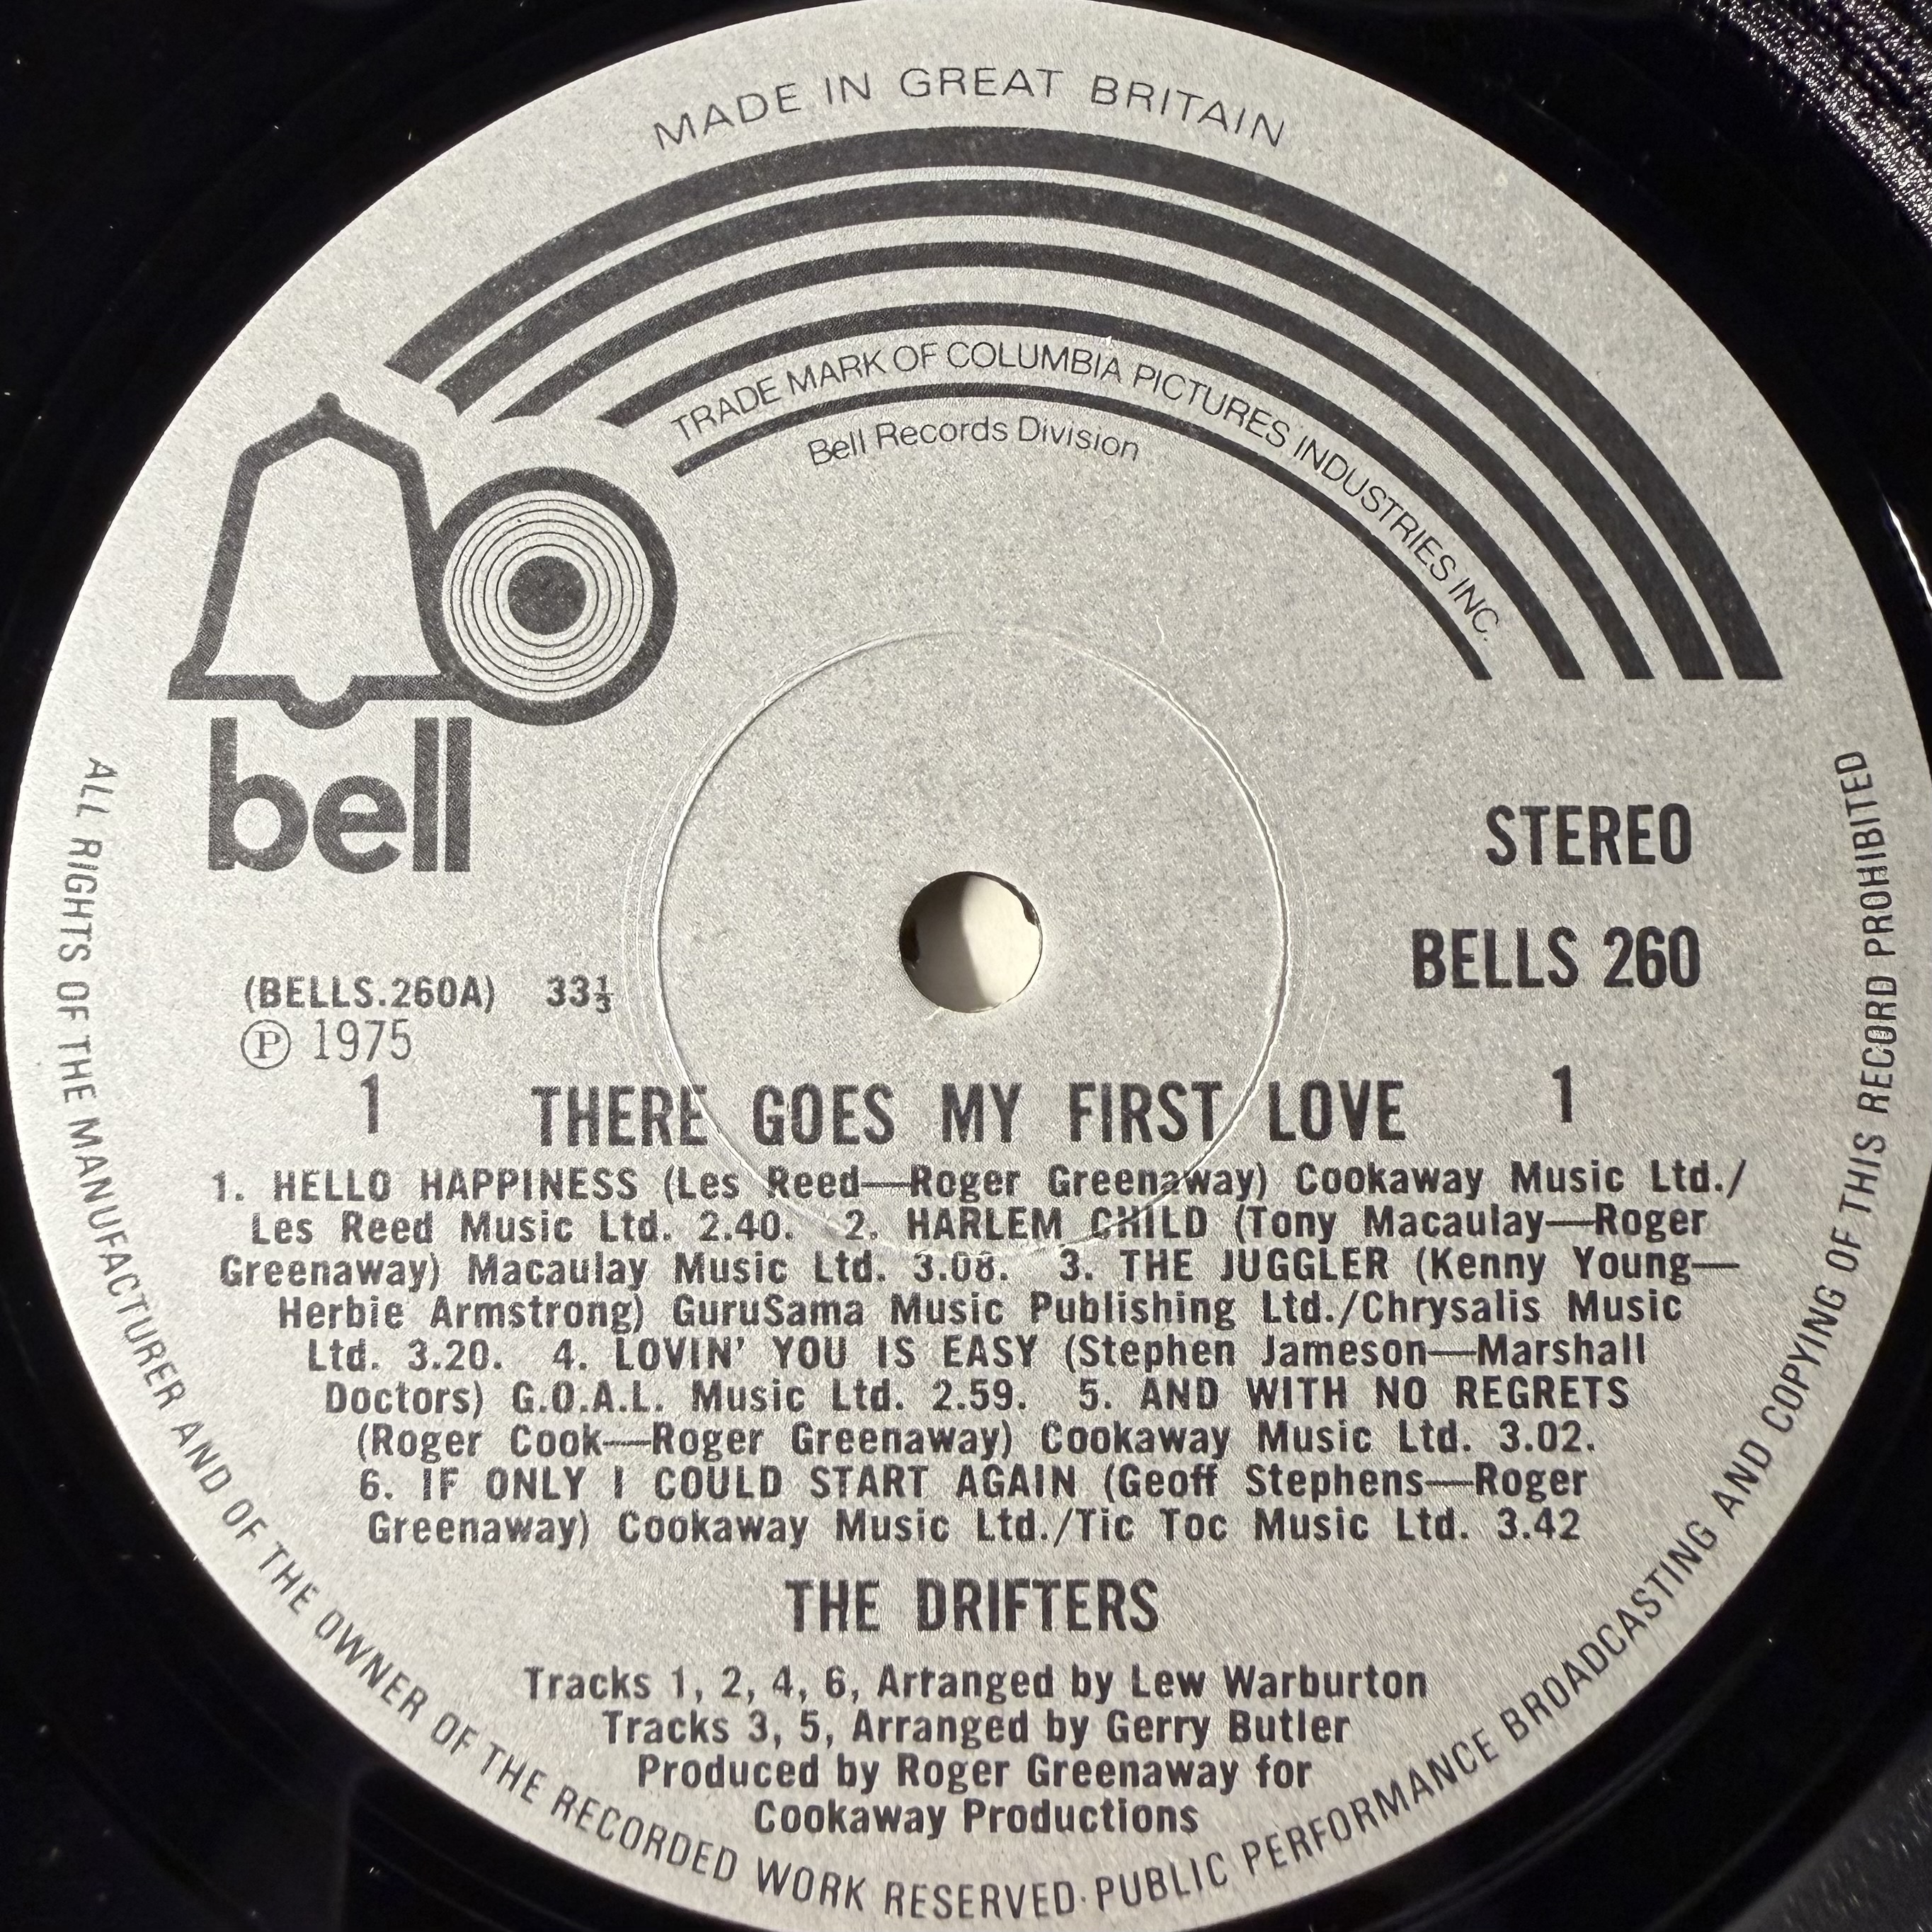 MADE IN GREAT BRITAIN
TRADE MARK OF COLUMBIA PICTURES INDUSTRIES INC.
Bell Records Division
bell
STEREO
BELLS 260
(BELLS.260A) 33⅓
℗ 1975
1 THERE GOES MY FIRST LOVE 1
1. HELLO HAPPINESS (Les Reed—Roger Greenaway) Cookaway Music Ltd./
Les Reed Music Ltd. 2.40. 2. HARLEM CHILD (Tony Macaulay—Roger
Greenaway) Macaulay Music Ltd. 3.08. 3. THE JUGGLER (Kenny Young—
Herbie Armstrong) GuruSama Music Publishing Ltd./Chrysalis Music
Ltd. 3.20. 4. LOVIN' YOU IS EASY (Stephen Jameson—Marshall
Doctors) G.O.A.L. Music Ltd. 2.59. 5. AND WITH NO REGRETS
(Roger Cook—Roger Greenaway) Cookaway Music Ltd. 3.02.
6. IF ONLY I COULD START AGAIN (Geoff Stephens—Roger
Greenaway) Cookaway Music Ltd./Tic Toc Music Ltd. 3.42
THE DRIFTERS
Tracks 1, 2, 4, 6, Arranged by Lew Warburton
Tracks 3, 5, Arranged by Gerry Butler
Produced by Roger Greenaway for
Cookaway Productions
ALL RIGHTS OF THE MANUFACTURER AND OF THE OWNER OF THE RECORDED WORK RESERVED·PUBLIC PERFORMANCE BROADCASTING AND COPYING OF THIS RECORD PROHIBITED